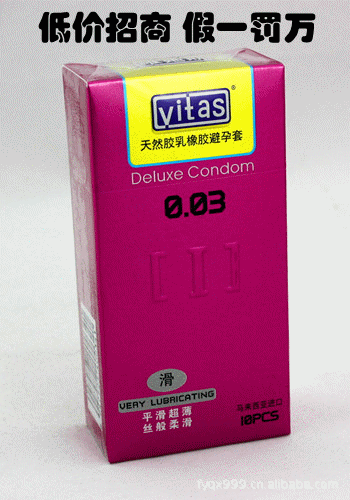 低价招商 假一罚万
vitas®
天然胶乳橡胶避孕套
Deluxe Condom
0.03
滑
VERY LUBRICATING
平滑超薄
丝般柔滑
马来西亚进口
10PCS
fyqx999.cn.alibaba.com